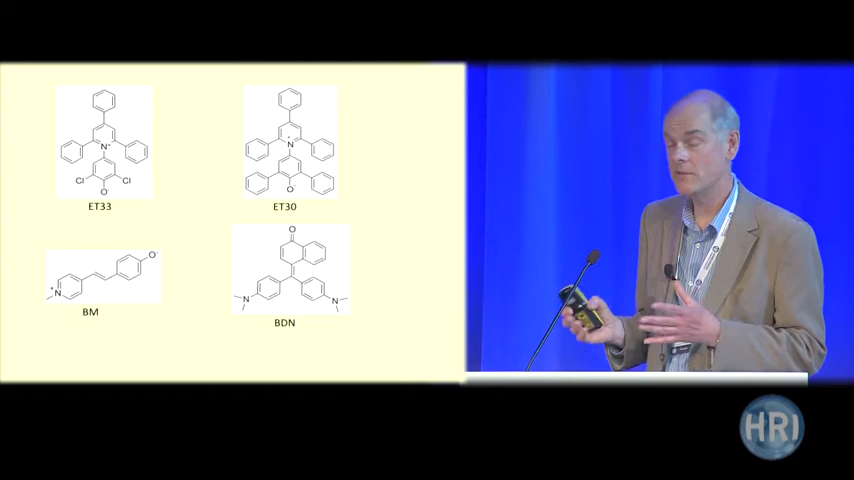 N⁺
Cl Cl
O⁻
ET33
N⁺
O⁻
ET30
O⁻
N⁺
BM
O
N N
BDN
HRI